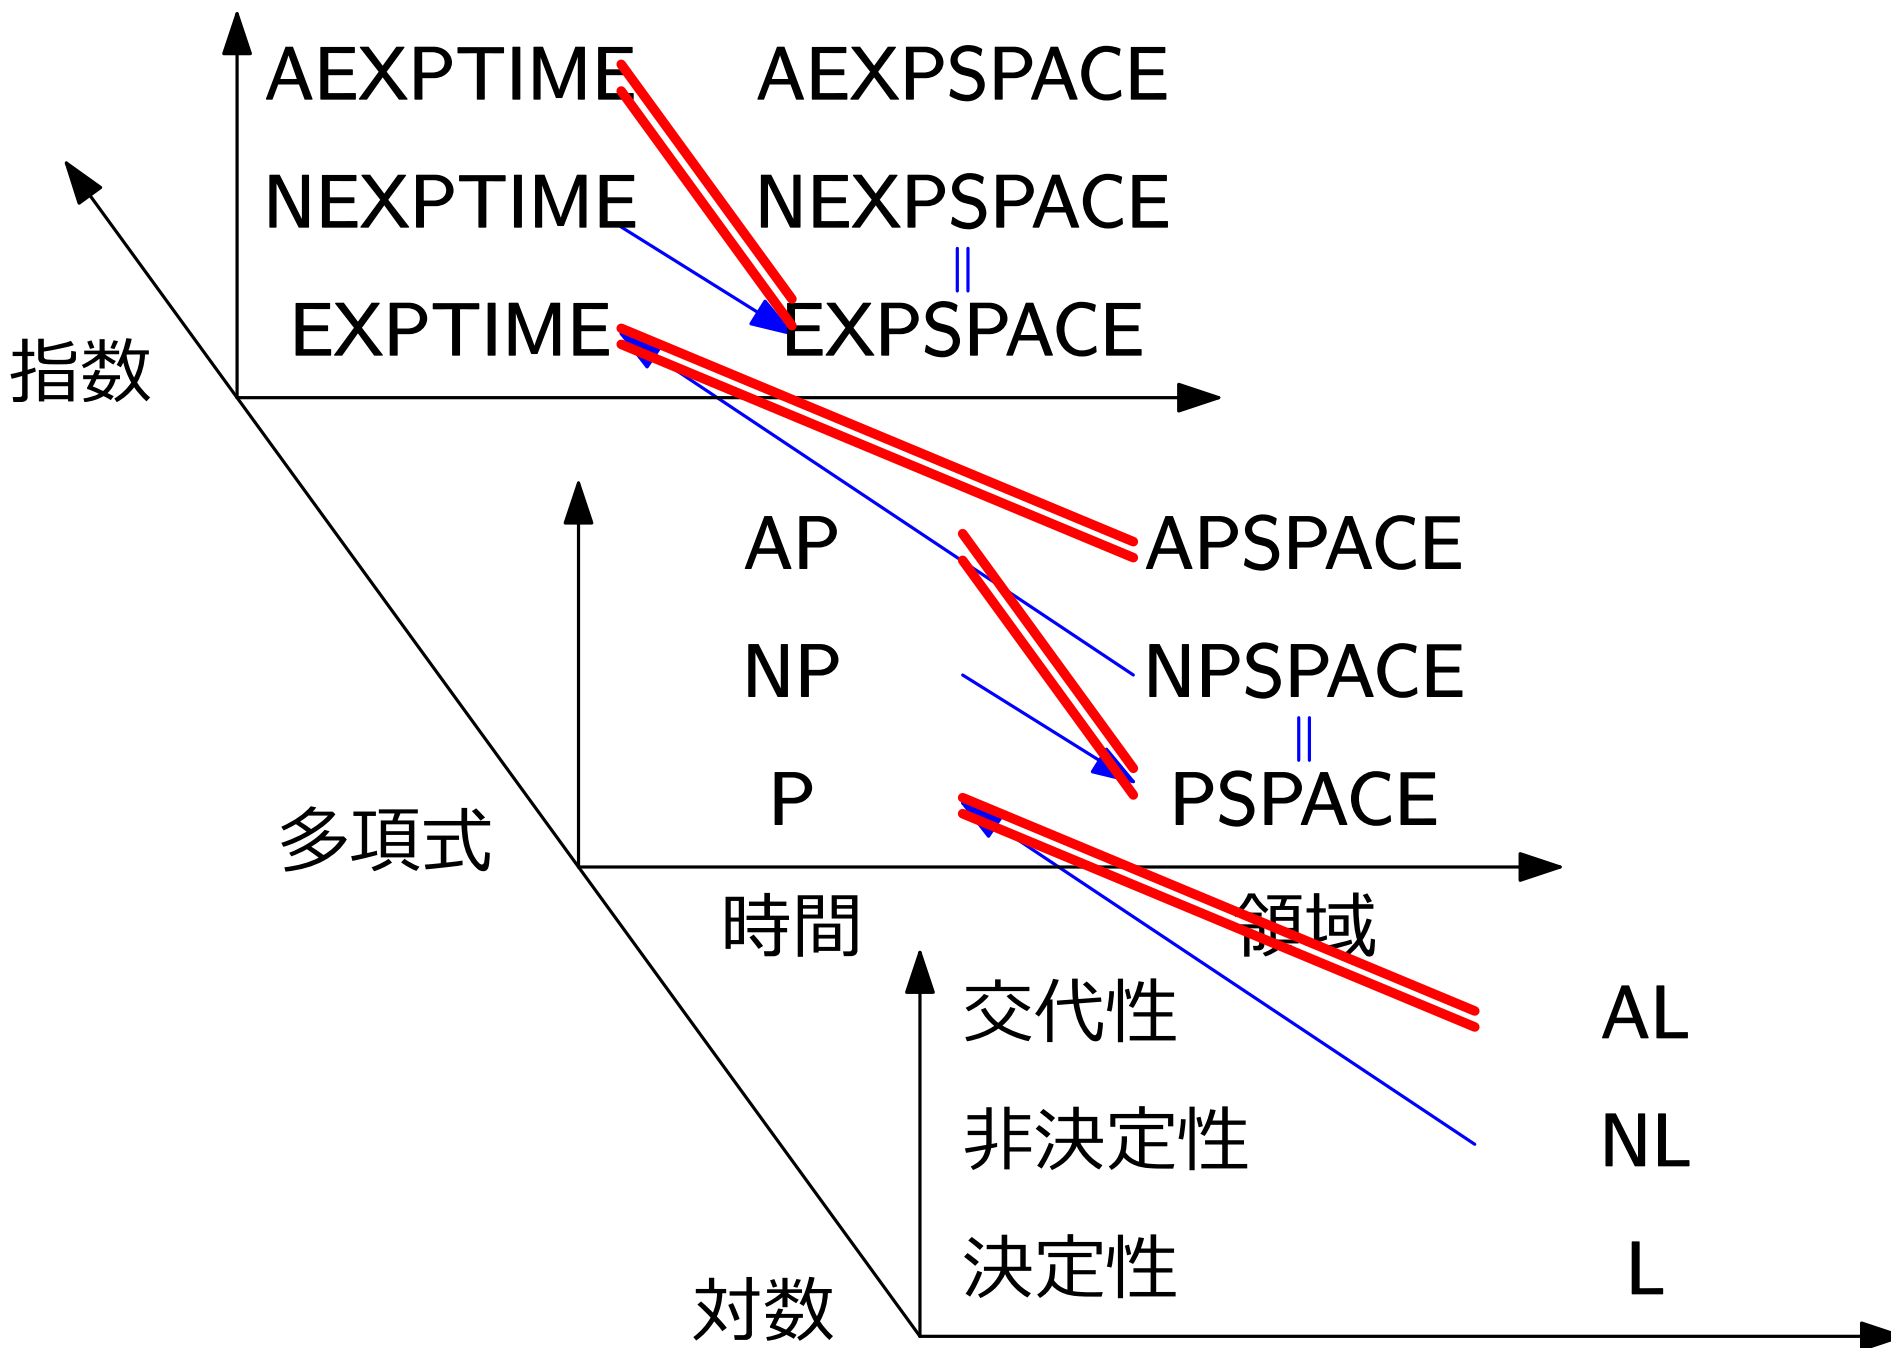 AEXPTIME AEXPSPACE
NEXPTIME NEXPSPACE
EXPTIME EXPSPACE
指数
AP APSPACE
NP NPSPACE
P PSPACE
多項式
時間 領域
交代性 AL
非決定性 NL
決定性 L
対数